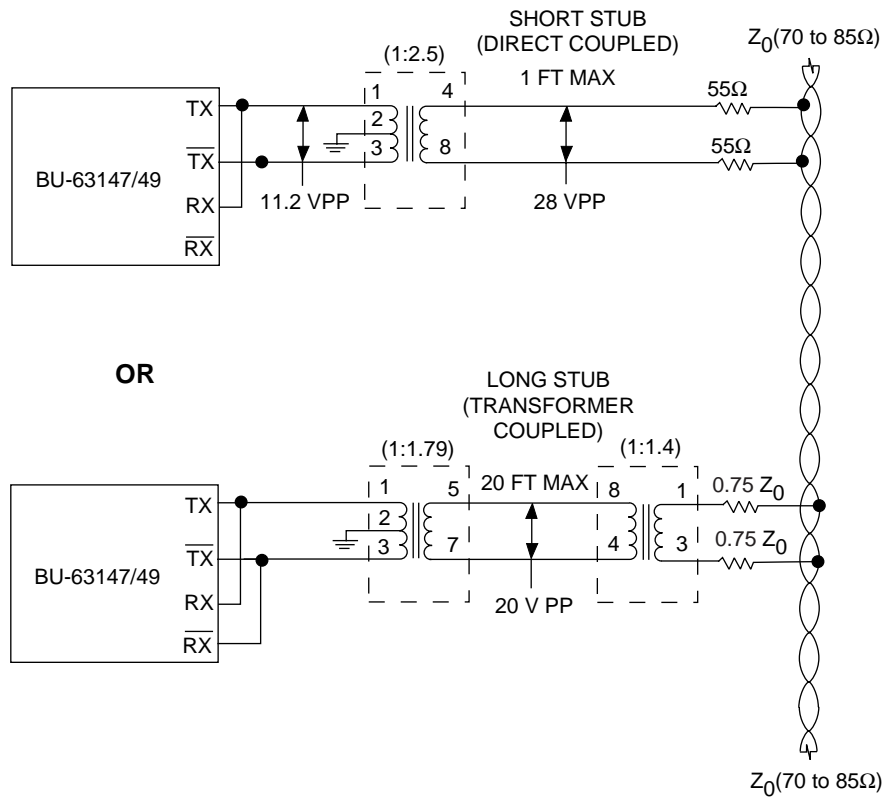 SHORT STUB
(DIRECT COUPLED)
Z0(70 to 85Ω)
(1:2.5)
1 FT MAX
TX
1
4
55Ω
2
TX
3
8
55Ω
BU-63147/49
RX
11.2 VPP
28 VPP
RX
OR
LONG STUB
(TRANSFORMER
COUPLED)
(1:1.79)
(1:1.4)
TX
1
5
20 FT MAX
8
1
0.75 Z0
2
TX
3
7
4
3
0.75 Z0
BU-63147/49
RX
20 V PP
RX
Z0(70 to 85Ω)